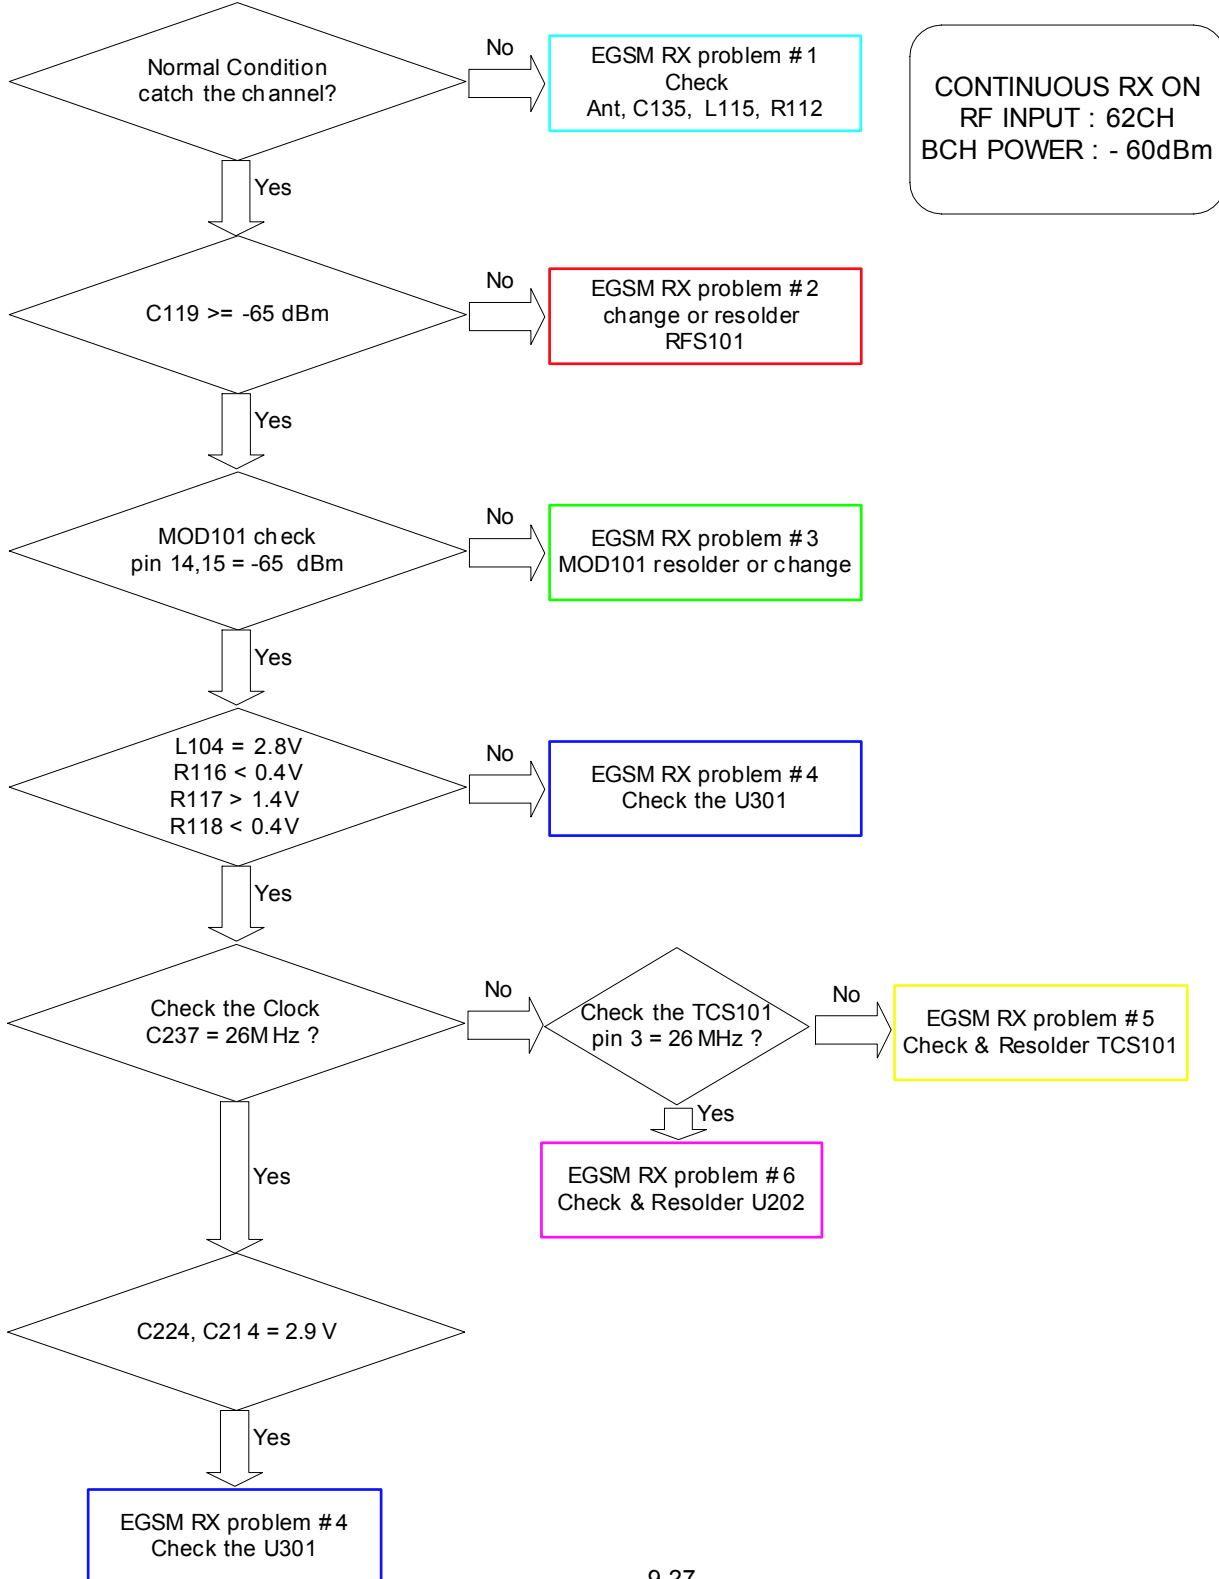 Normal Condition
catch the channel?
No
EGSM RX problem #1
Check
Ant, C135, L115, R112
CONTINUOUS RX ON
RF INPUT : 62CH
BCH POWER : - 60dBm
Yes
C119 >= -65 dBm
No
EGSM RX problem #2
change or resolder
RFS101
Yes
MOD101 check
pin 14,15 = -65 dBm
No
EGSM RX problem #3
MOD101 resolder or change
Yes
L104 = 2.8V
R116 < 0.4V
R117 > 1.4V
R118 < 0.4V
No
EGSM RX problem #4
Check the U301
Yes
Check the Clock
C237 = 26MHz ?
No
Check the TCS101
pin 3 = 26 MHz ?
No
EGSM RX problem #5
Check & Resolder TCS101
Yes
EGSM RX problem #6
Check & Resolder U202
Yes
C224, C214 = 2.9 V
Yes
EGSM RX problem #4
Check the U301
9-27